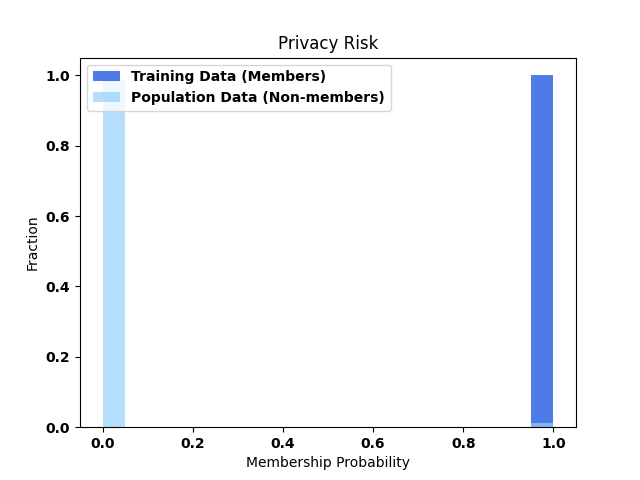 Privacy Risk
Training Data (Members)
Population Data (Non-members)
1.0
0.8
0.6
0.4
0.2
0.0
Fraction
0.0 0.2 0.4 0.6 0.8 1.0
Membership Probability